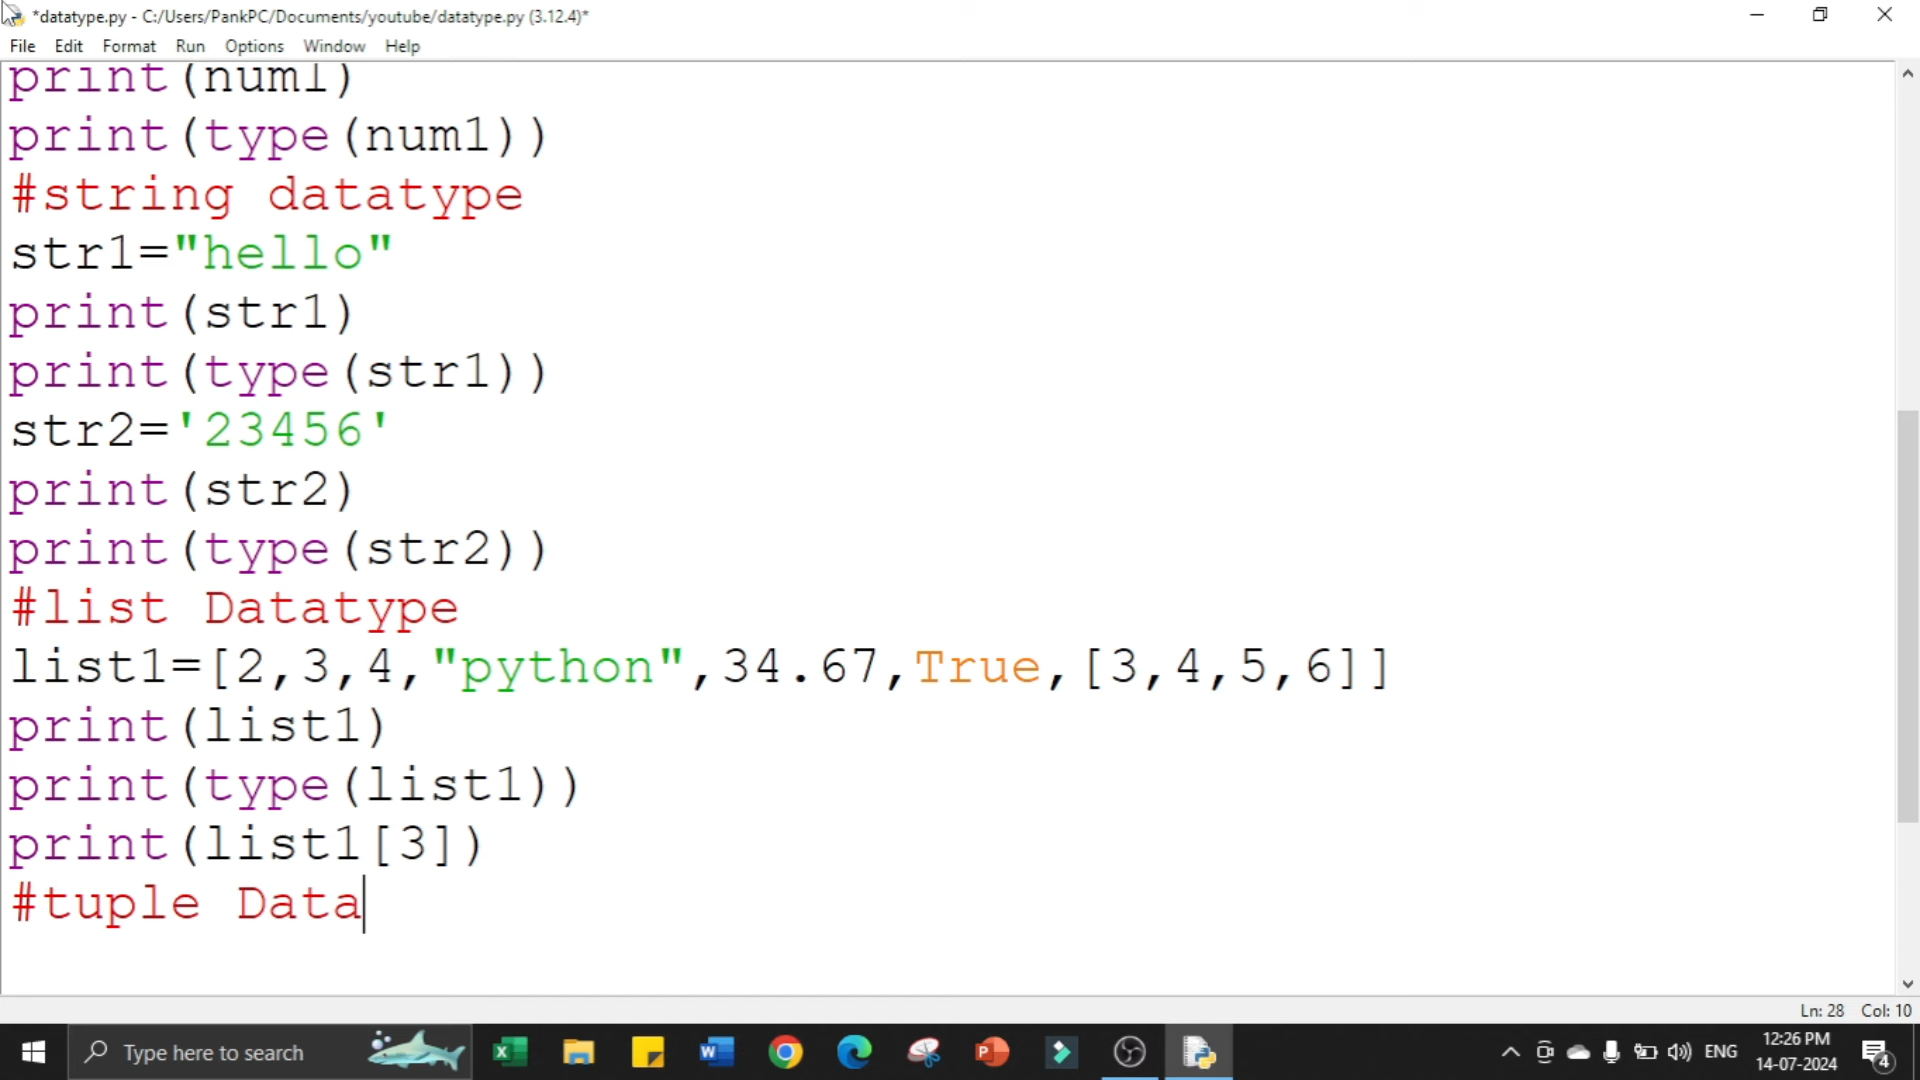 *datatype.py - C:/Users/PankPC/Documents/youtube/datatype.py (3.12.4)*
File Edit Format Run Options Window Help
print(num1)
print(type(num1))
#string datatype
str1="hello"
print(str1)
print(type(str1))
str2='23456'
print(str2)
print(type(str2))
#list Datatype
list1=[2,3,4,"python",34.67,True,[3,4,5,6]]
print(list1)
print(type(list1))
print(list1[3])
#tuple Data
Ln: 28 Col: 10
Type here to search
ENG
12:26 PM
14-07-2024
4